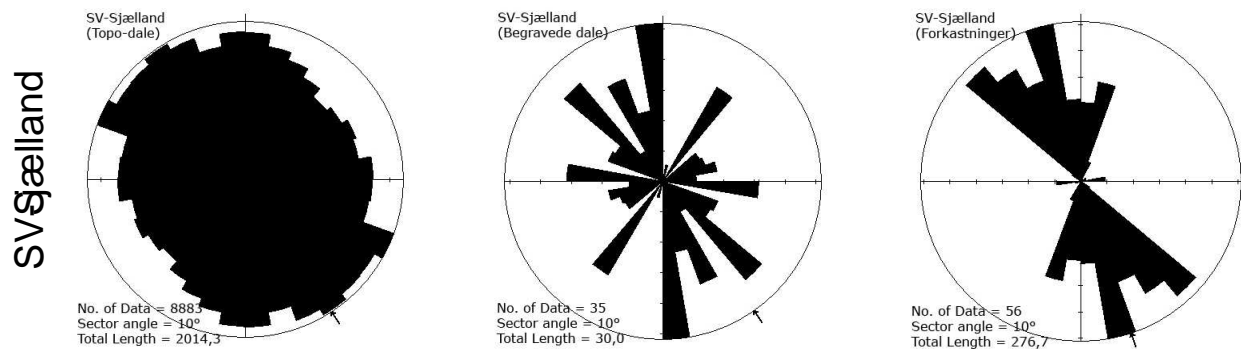 SV-Sjælland
SV-Sjælland
(Topo-dale)
No. of Data = 8883
Sector angle = 10°
Total Length = 2014,3
SV-Sjælland
(Begravede dale)
No. of Data = 35
Sector angle = 10°
Total Length = 30,0
SV-Sjælland
(Forkastninger)
No. of Data = 56
Sector angle = 10°
Total Length = 276,7